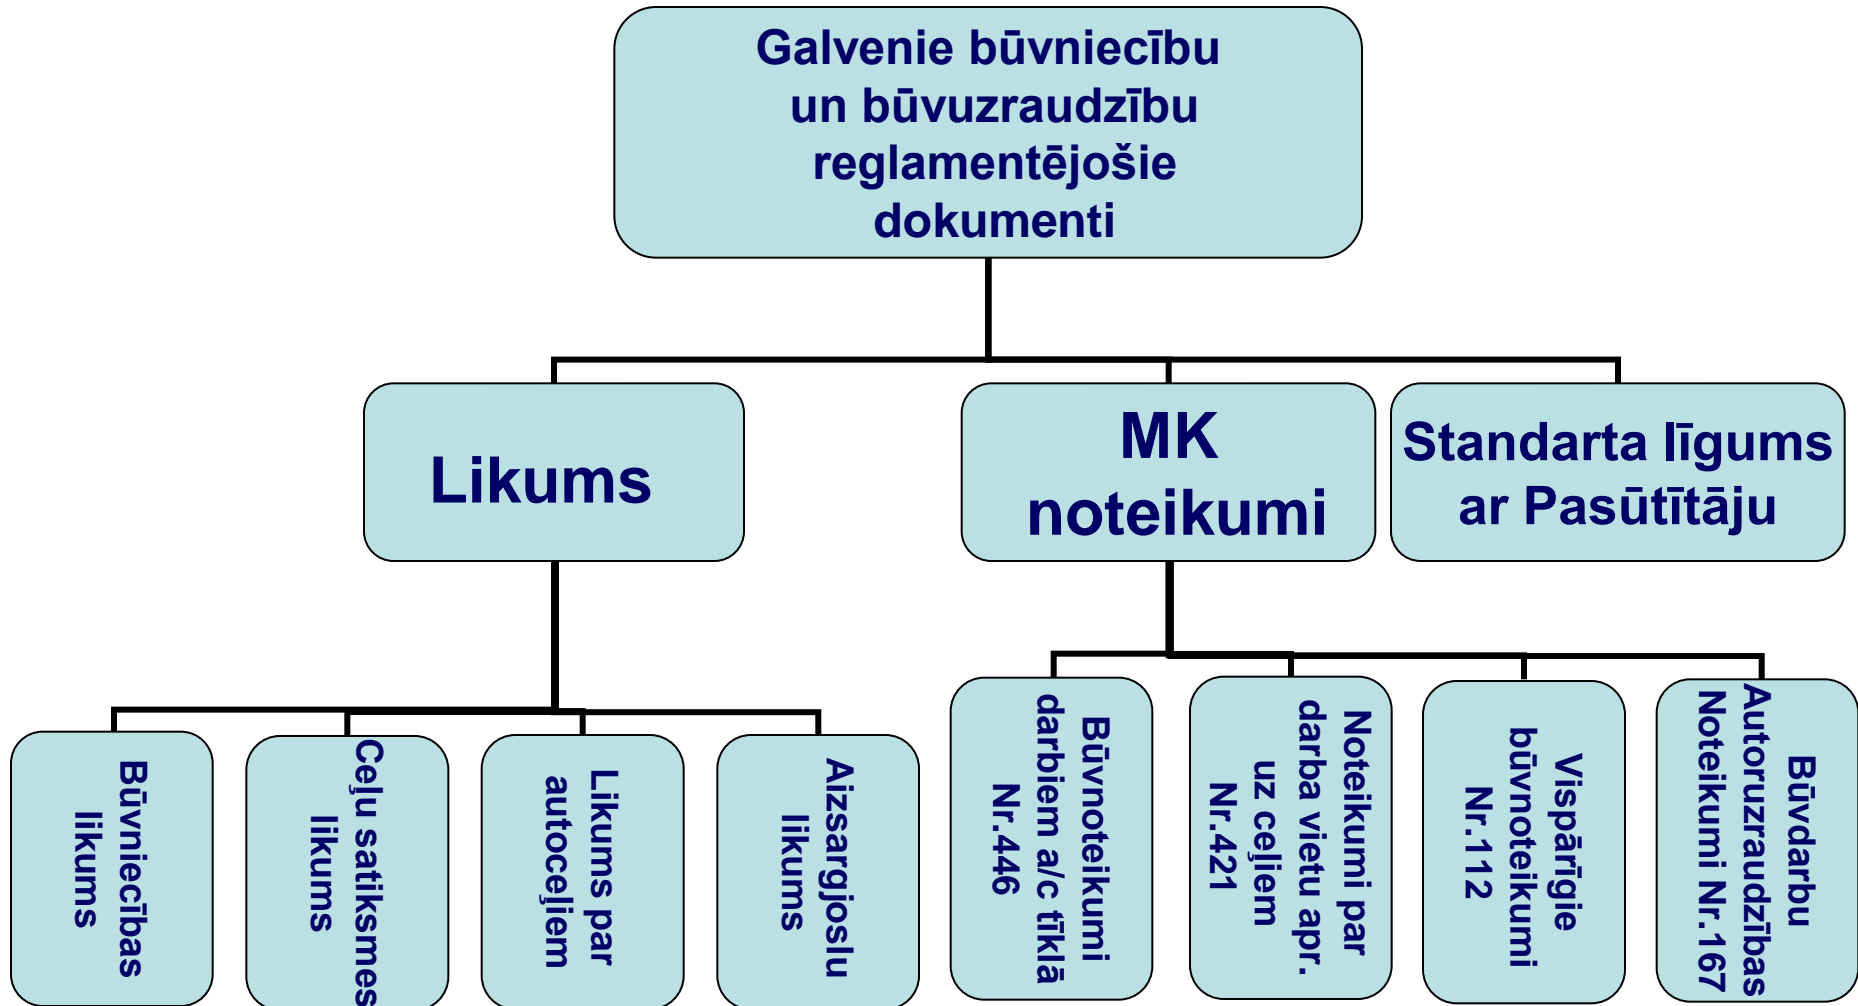 Galvenie būvniecību
un būvuzraudzību
reglamentējošie
dokumenti
Likums
MK
noteikumi
Standarta līgums
ar Pasūtītāju
Būvniecības
likums
Ceļu satiksmes
likums
Likums par
autoceļiem
Aizsargjoslu
likums
Būvnoteikumi
darbiem a/c tīklā
Nr.446
Noteikumi par
darba vietu apr.
uz ceļiem
Nr.421
Vispārīgie
būvnoteikumi
Nr.112
Būvdarbu
Autoruzraudzības
Noteikumi Nr.167